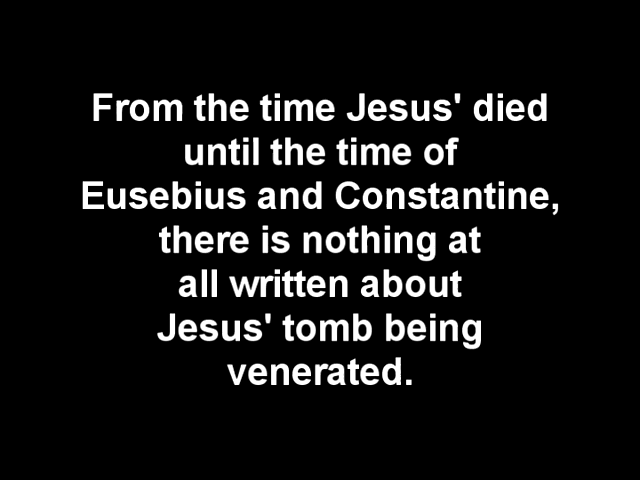 From the time Jesus' died
until the time of
Eusebius and Constantine,
there is nothing at
all written about
Jesus' tomb being
venerated.